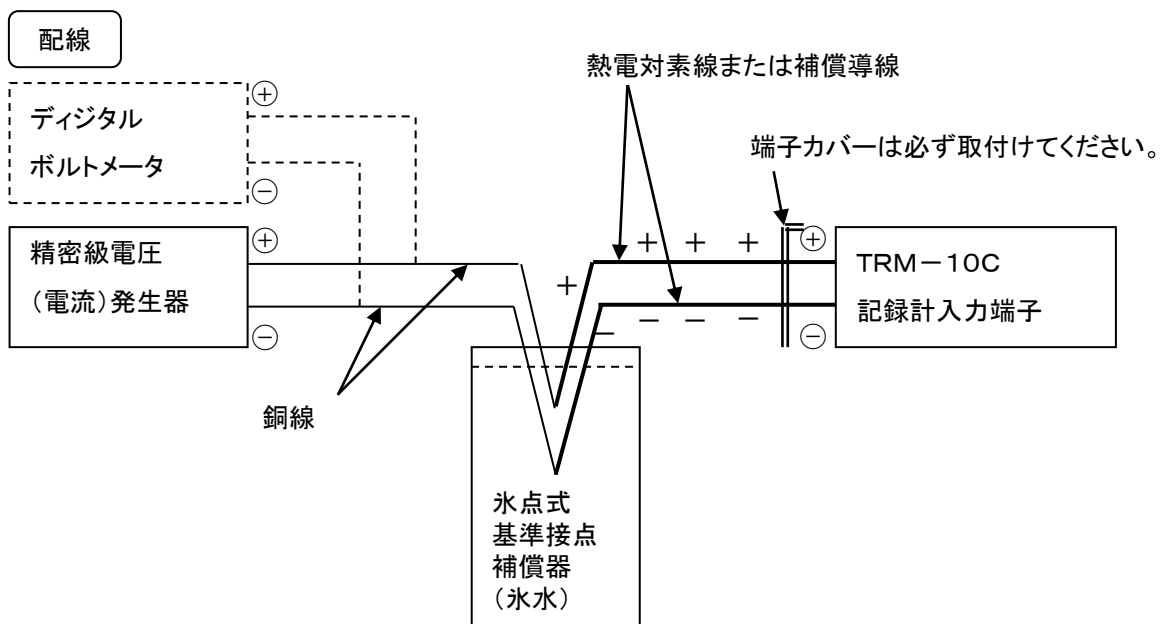 配線
熱電対素線または補償導線
⊕
ディジタル
ボルトメータ
⊖
端子カバーは必ず取付けてください。
⊕
精密級電圧
(電流)発生器
⊖
+ + + +
- - - -
⊕
TRM-10C
記録計入力端子
⊖
銅線
氷点式
基準接点
補償器
(氷水)